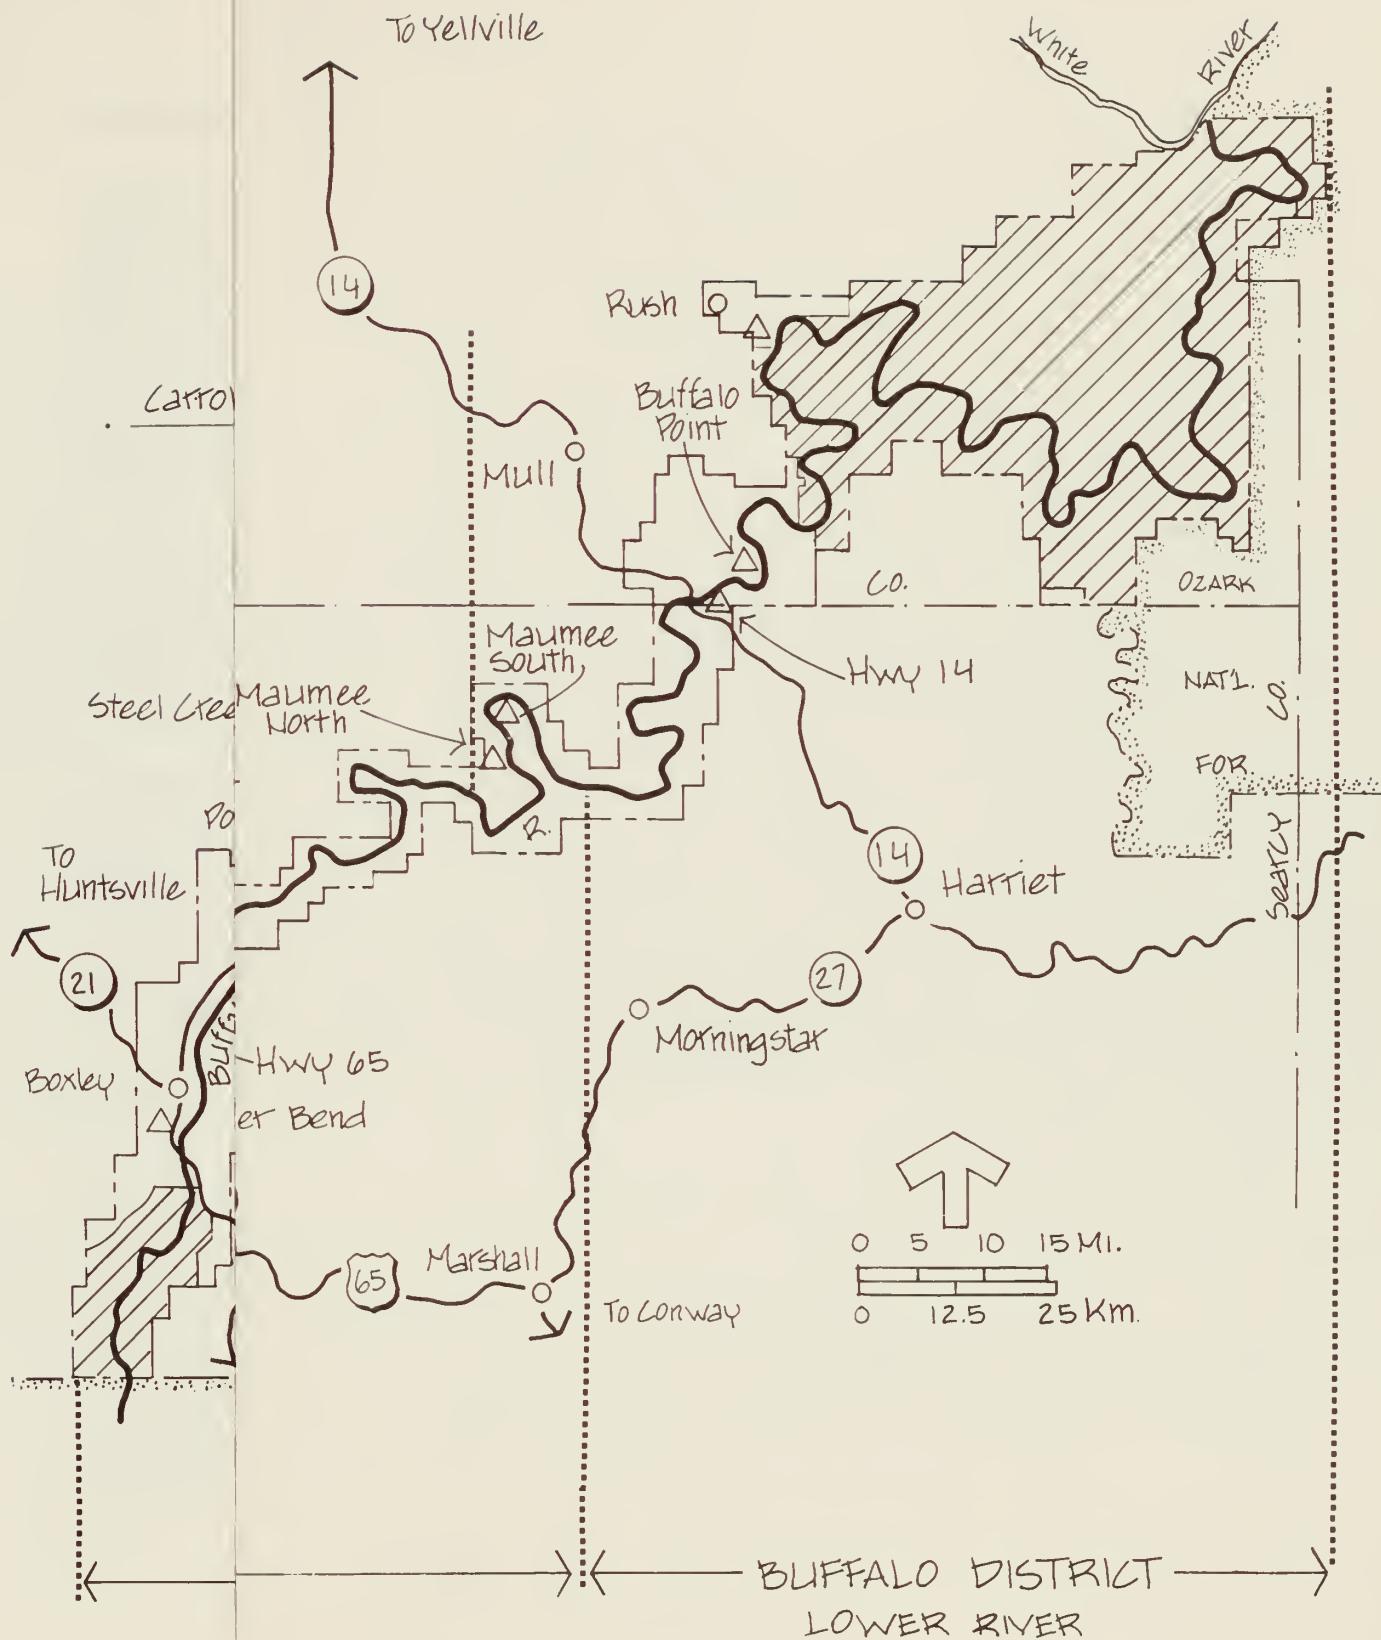 To Yellville
White
River
14
Rush
Carrol
Buffalo
Point
Mull
Co.
OZARK
Maumee
South
Hwy 14
NAT'L.
Co.
Steel Cree
Maumee
North
FOR
Po
R.
To
Huntsville
14
Harriet
Searcy
21
27
Morningstar
Buff
Hwy 65
Boxley
er Bend
0 5 10 15 MI.
Marshall
65
To Conway
0 12.5 25 Km.
BUFFALO DISTRICT
LOWER RIVER